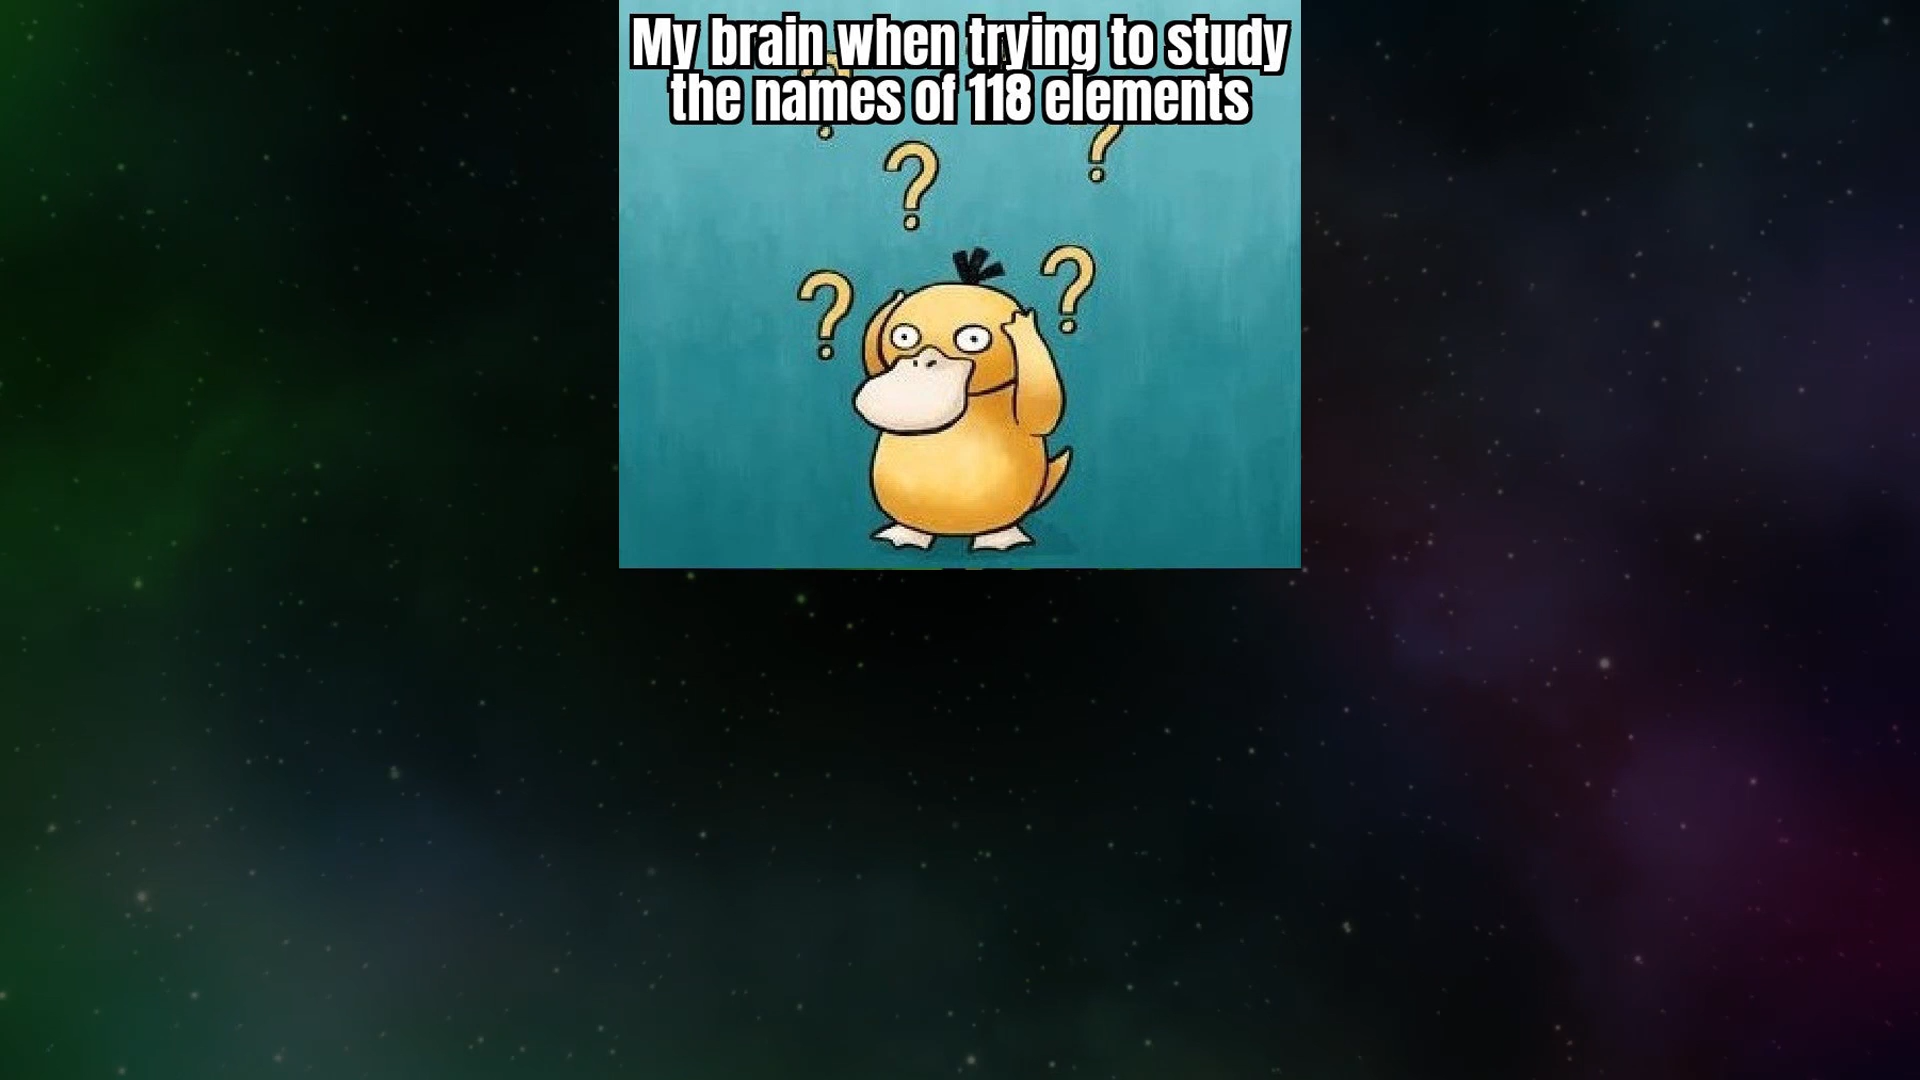 My brain when trying to study
the names of 118 elements
? ?
? ?
? ?